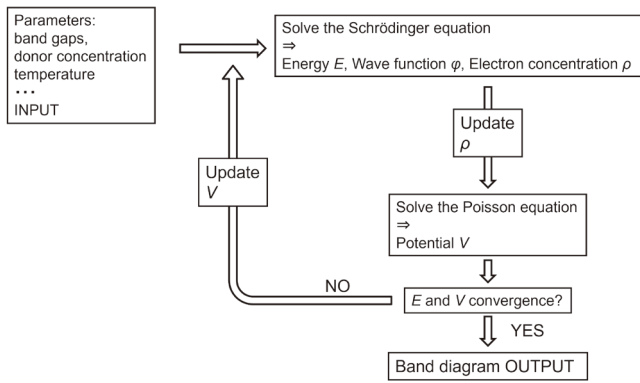 Parameters:
band gaps,
donor concentration
temperature
···
INPUT
Solve the Schrödinger equation
⇒
Energy E, Wave function φ, Electron concentration ρ
Update
ρ
Solve the Poisson equation
⇒
Potential V
Update
V
NO
E and V convergence?
YES
Band diagram OUTPUT